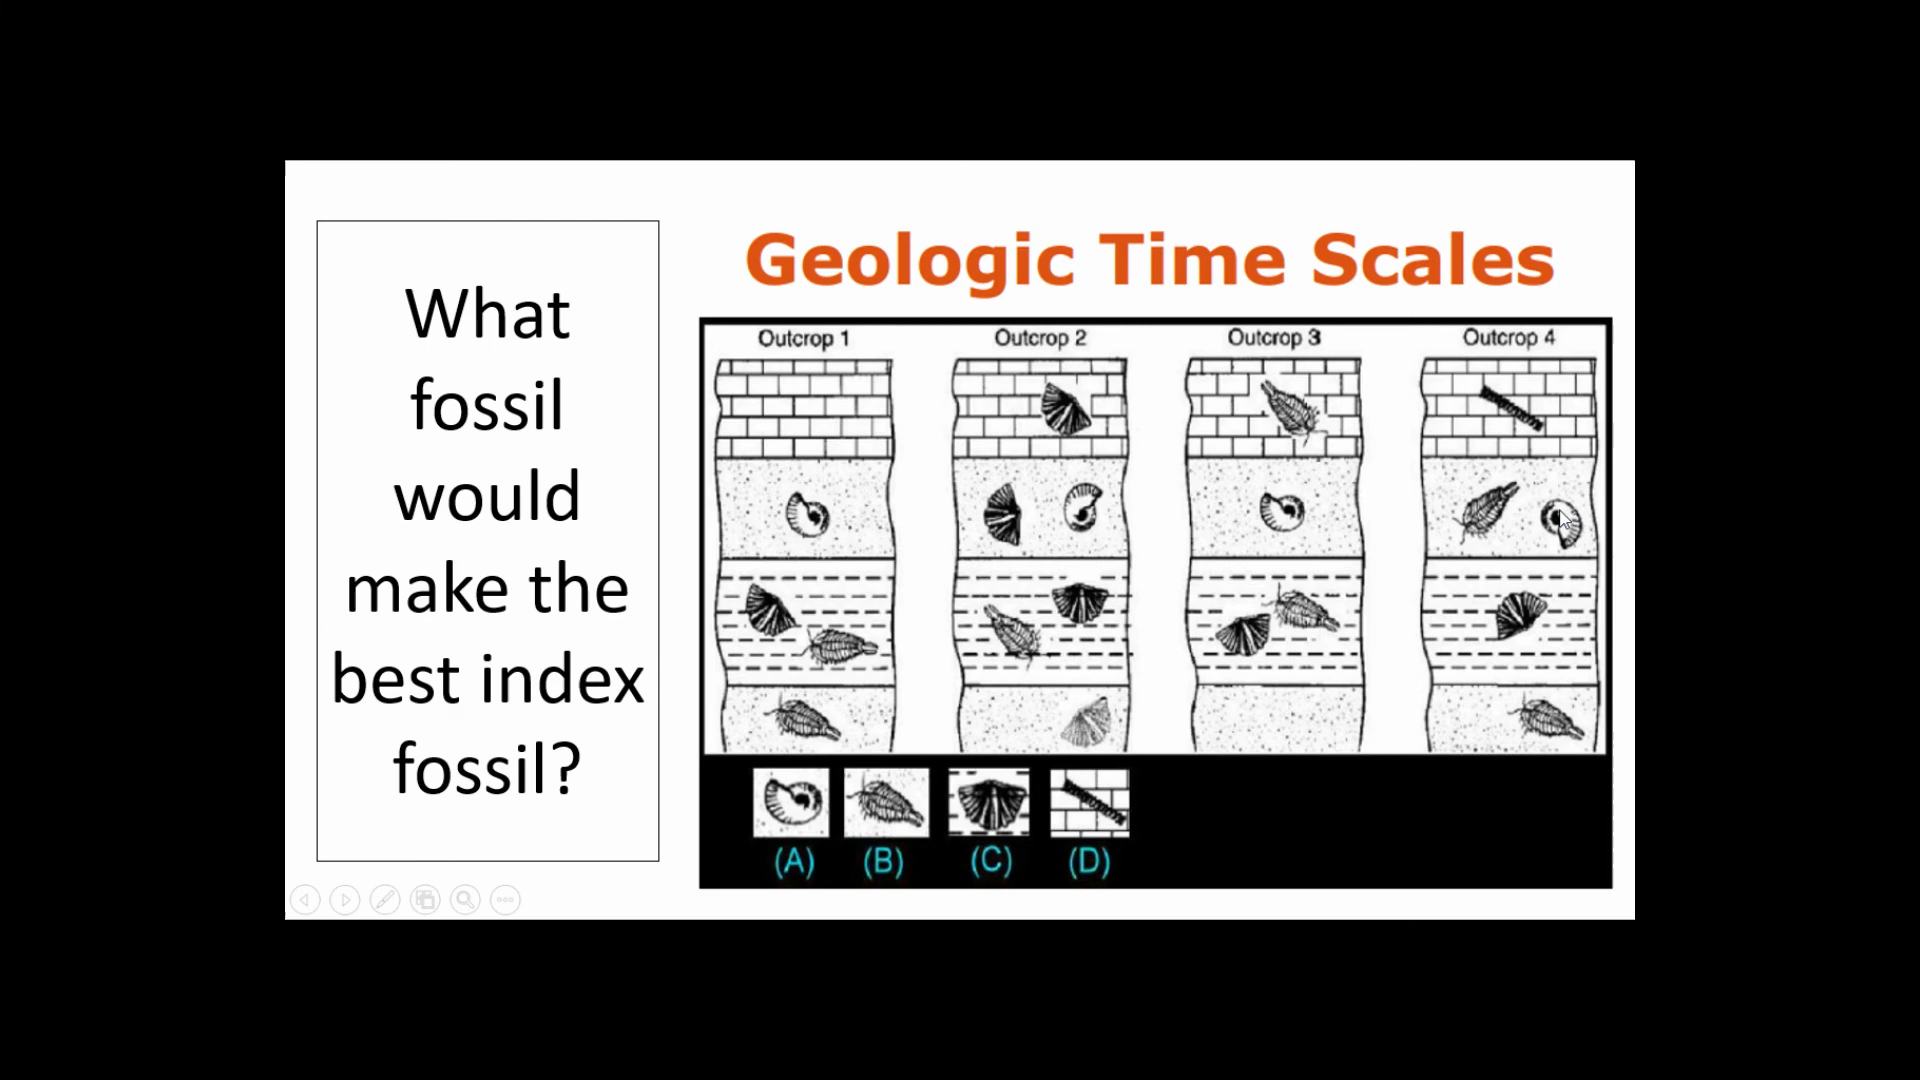 What
fossil
would
make the
best index
fossil?
Geologic Time Scales
Outcrop 1
Outcrop 2
Outcrop 3
Outcrop 4
(A)
(B)
(C)
(D)